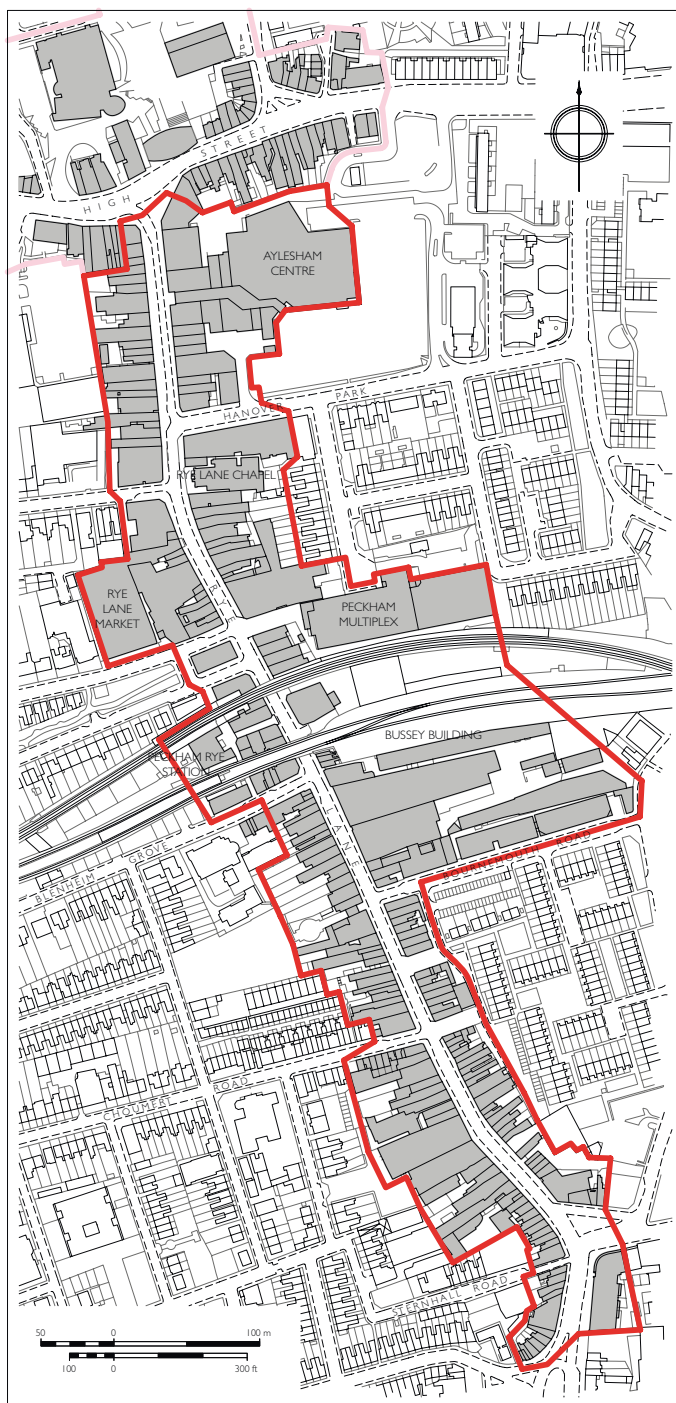 HIGH STREET
AYLESHAM
CENTRE
HANOVER PARK
RYE LANE CHAPEL
RYE
LANE
MARKET
RYE LANE
PECKHAM
MULTIPLEX
BUSSEY BUILDING
PECKHAM RYE
STATION
BLENHEIM GROVE
BOURNEMOUTH ROAD
CHOUMERT ROAD
STERNHALL ROAD
50 0 100 m
100 0 300 ft